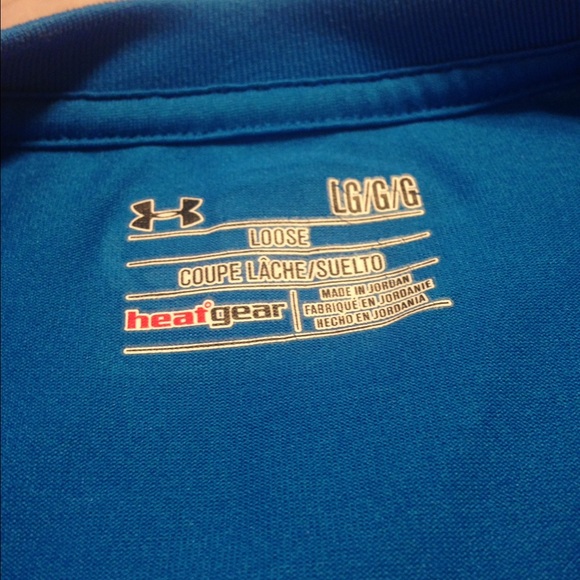 LG/G/G
LOOSE
COUPE LÂCHE/SUELTO
heatgear
MADE IN JORDAN
FABRIQUÉ EN JORDANIE
HECHO EN JORDANIA